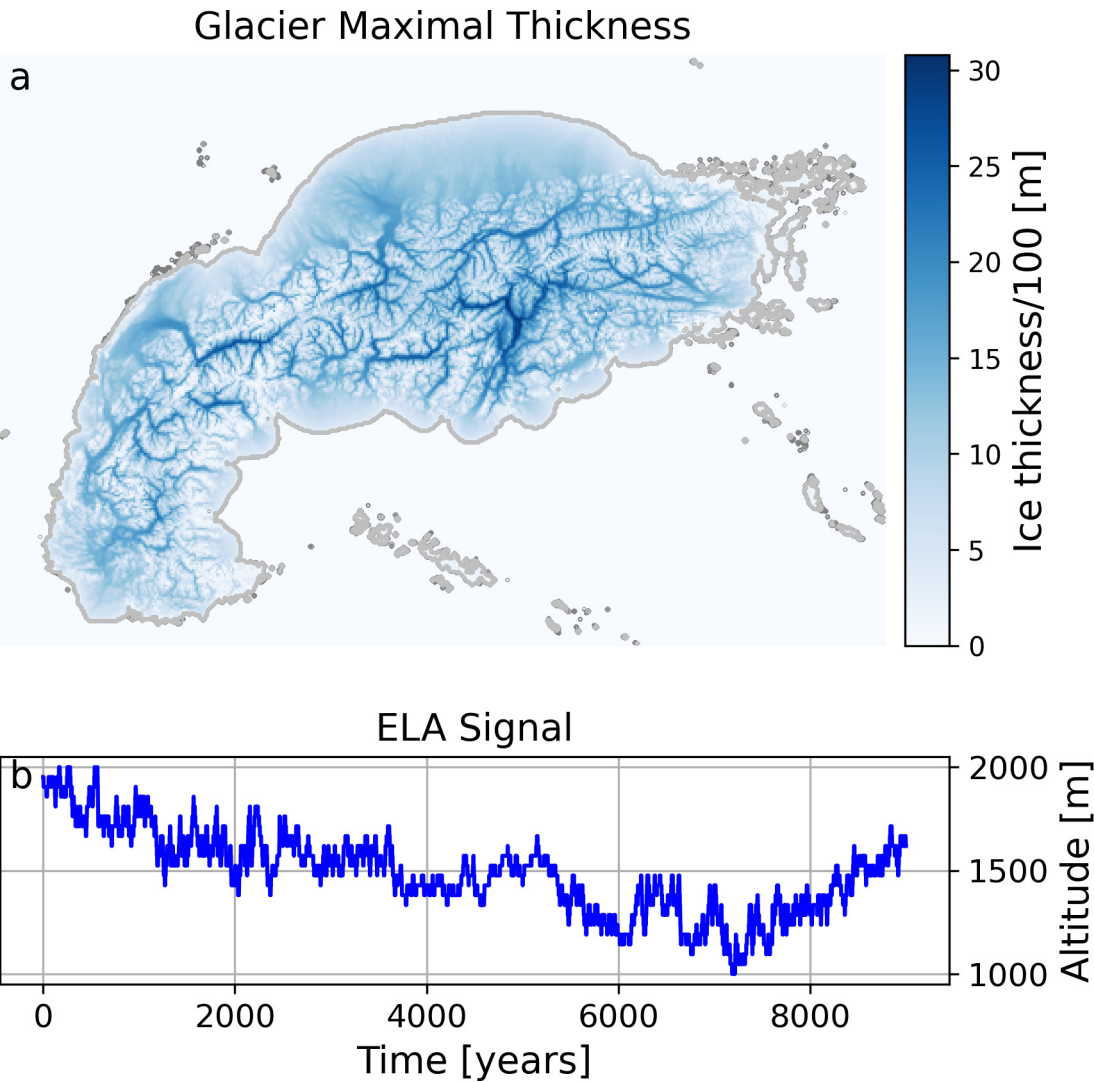 Glacier Maximal Thickness
a
30
25
20
15
10
5
0
Ice thickness/100 [m]
ELA Signal
b
2000
1500
1000
Altitude [m]
0 2000 4000 6000 8000
Time [years]